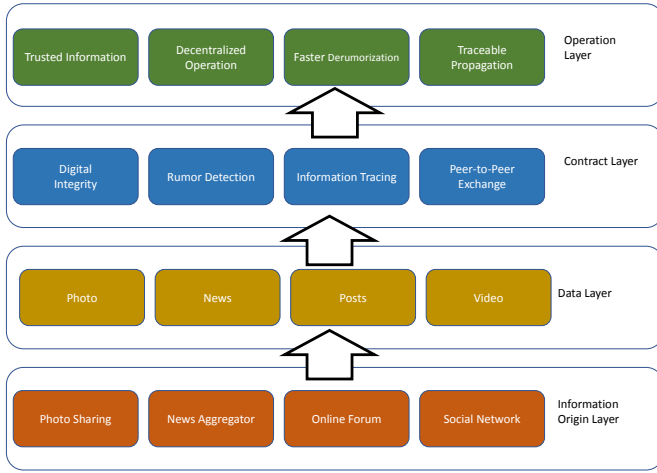 Trusted Information
Decentralized
Operation
Faster Derumorization
Traceable
Propagation
Operation
Layer
Digital
Integrity
Rumor Detection
Information Tracing
Peer-to-Peer
Exchange
Contract Layer
Photo
News
Posts
Video
Data Layer
Photo Sharing
News Aggregator
Online Forum
Social Network
Information
Origin Layer